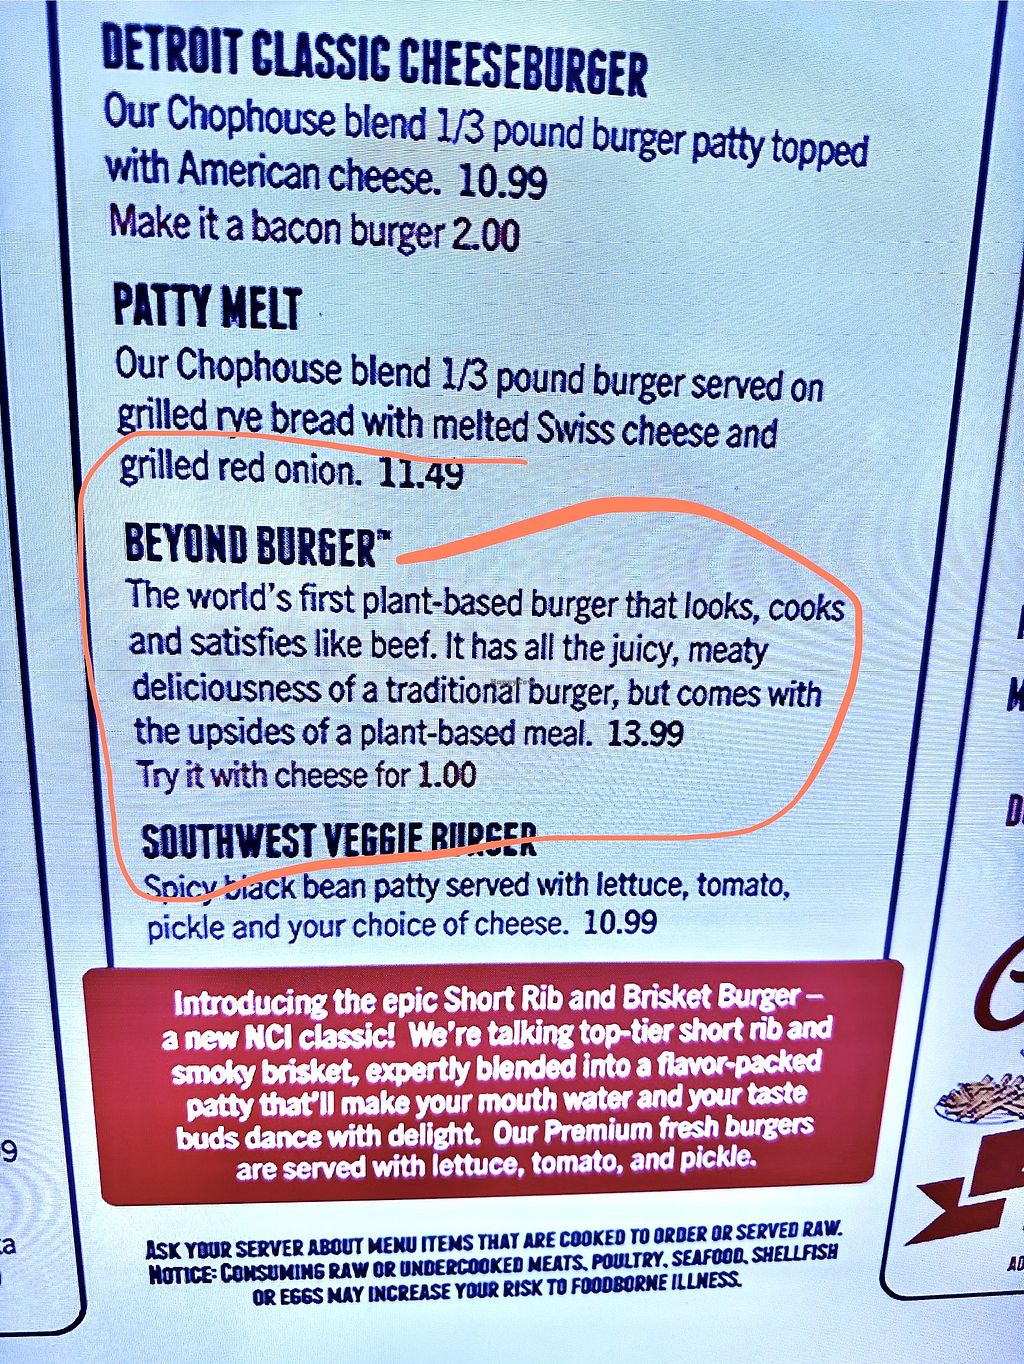 DETROIT CLASSIC CHEESEBURGER
Our Chophouse blend 1/3 pound burger patty topped
with American cheese. 10.99
Make it a bacon burger 2.00
PATTY MELT
Our Chophouse blend 1/3 pound burger served on
grilled rye bread with melted Swiss cheese and
grilled red onion. 11.49
BEYOND BURGER™
The world's first plant-based burger that looks, cooks
and satisfies like beef. It has all the juicy, meaty
deliciousness of a traditional burger, but comes with
the upsides of a plant-based meal. 13.99
Try it with cheese for 1.00
SOUTHWEST VEGGIE BURGER
Spicy black bean patty served with lettuce, tomato,
pickle and your choice of cheese. 10.99
Introducing the epic Short Rib and Brisket Burger –
a new NCI classic! We're talking top-tier short rib and
smoky brisket, expertly blended into a flavor-packed
patty that'll make your mouth water and your taste
buds dance with delight. Our Premium fresh burgers
are served with lettuce, tomato, and pickle.
ASK YOUR SERVER ABOUT MENU ITEMS THAT ARE COOKED TO ORDER OR SERVED RAW.
NOTICE: CONSUMING RAW OR UNDERCOOKED MEATS, POULTRY, SEAFOOD, SHELLFISH
OR EGGS MAY INCREASE YOUR RISK TO FOODBORNE ILLNESS.